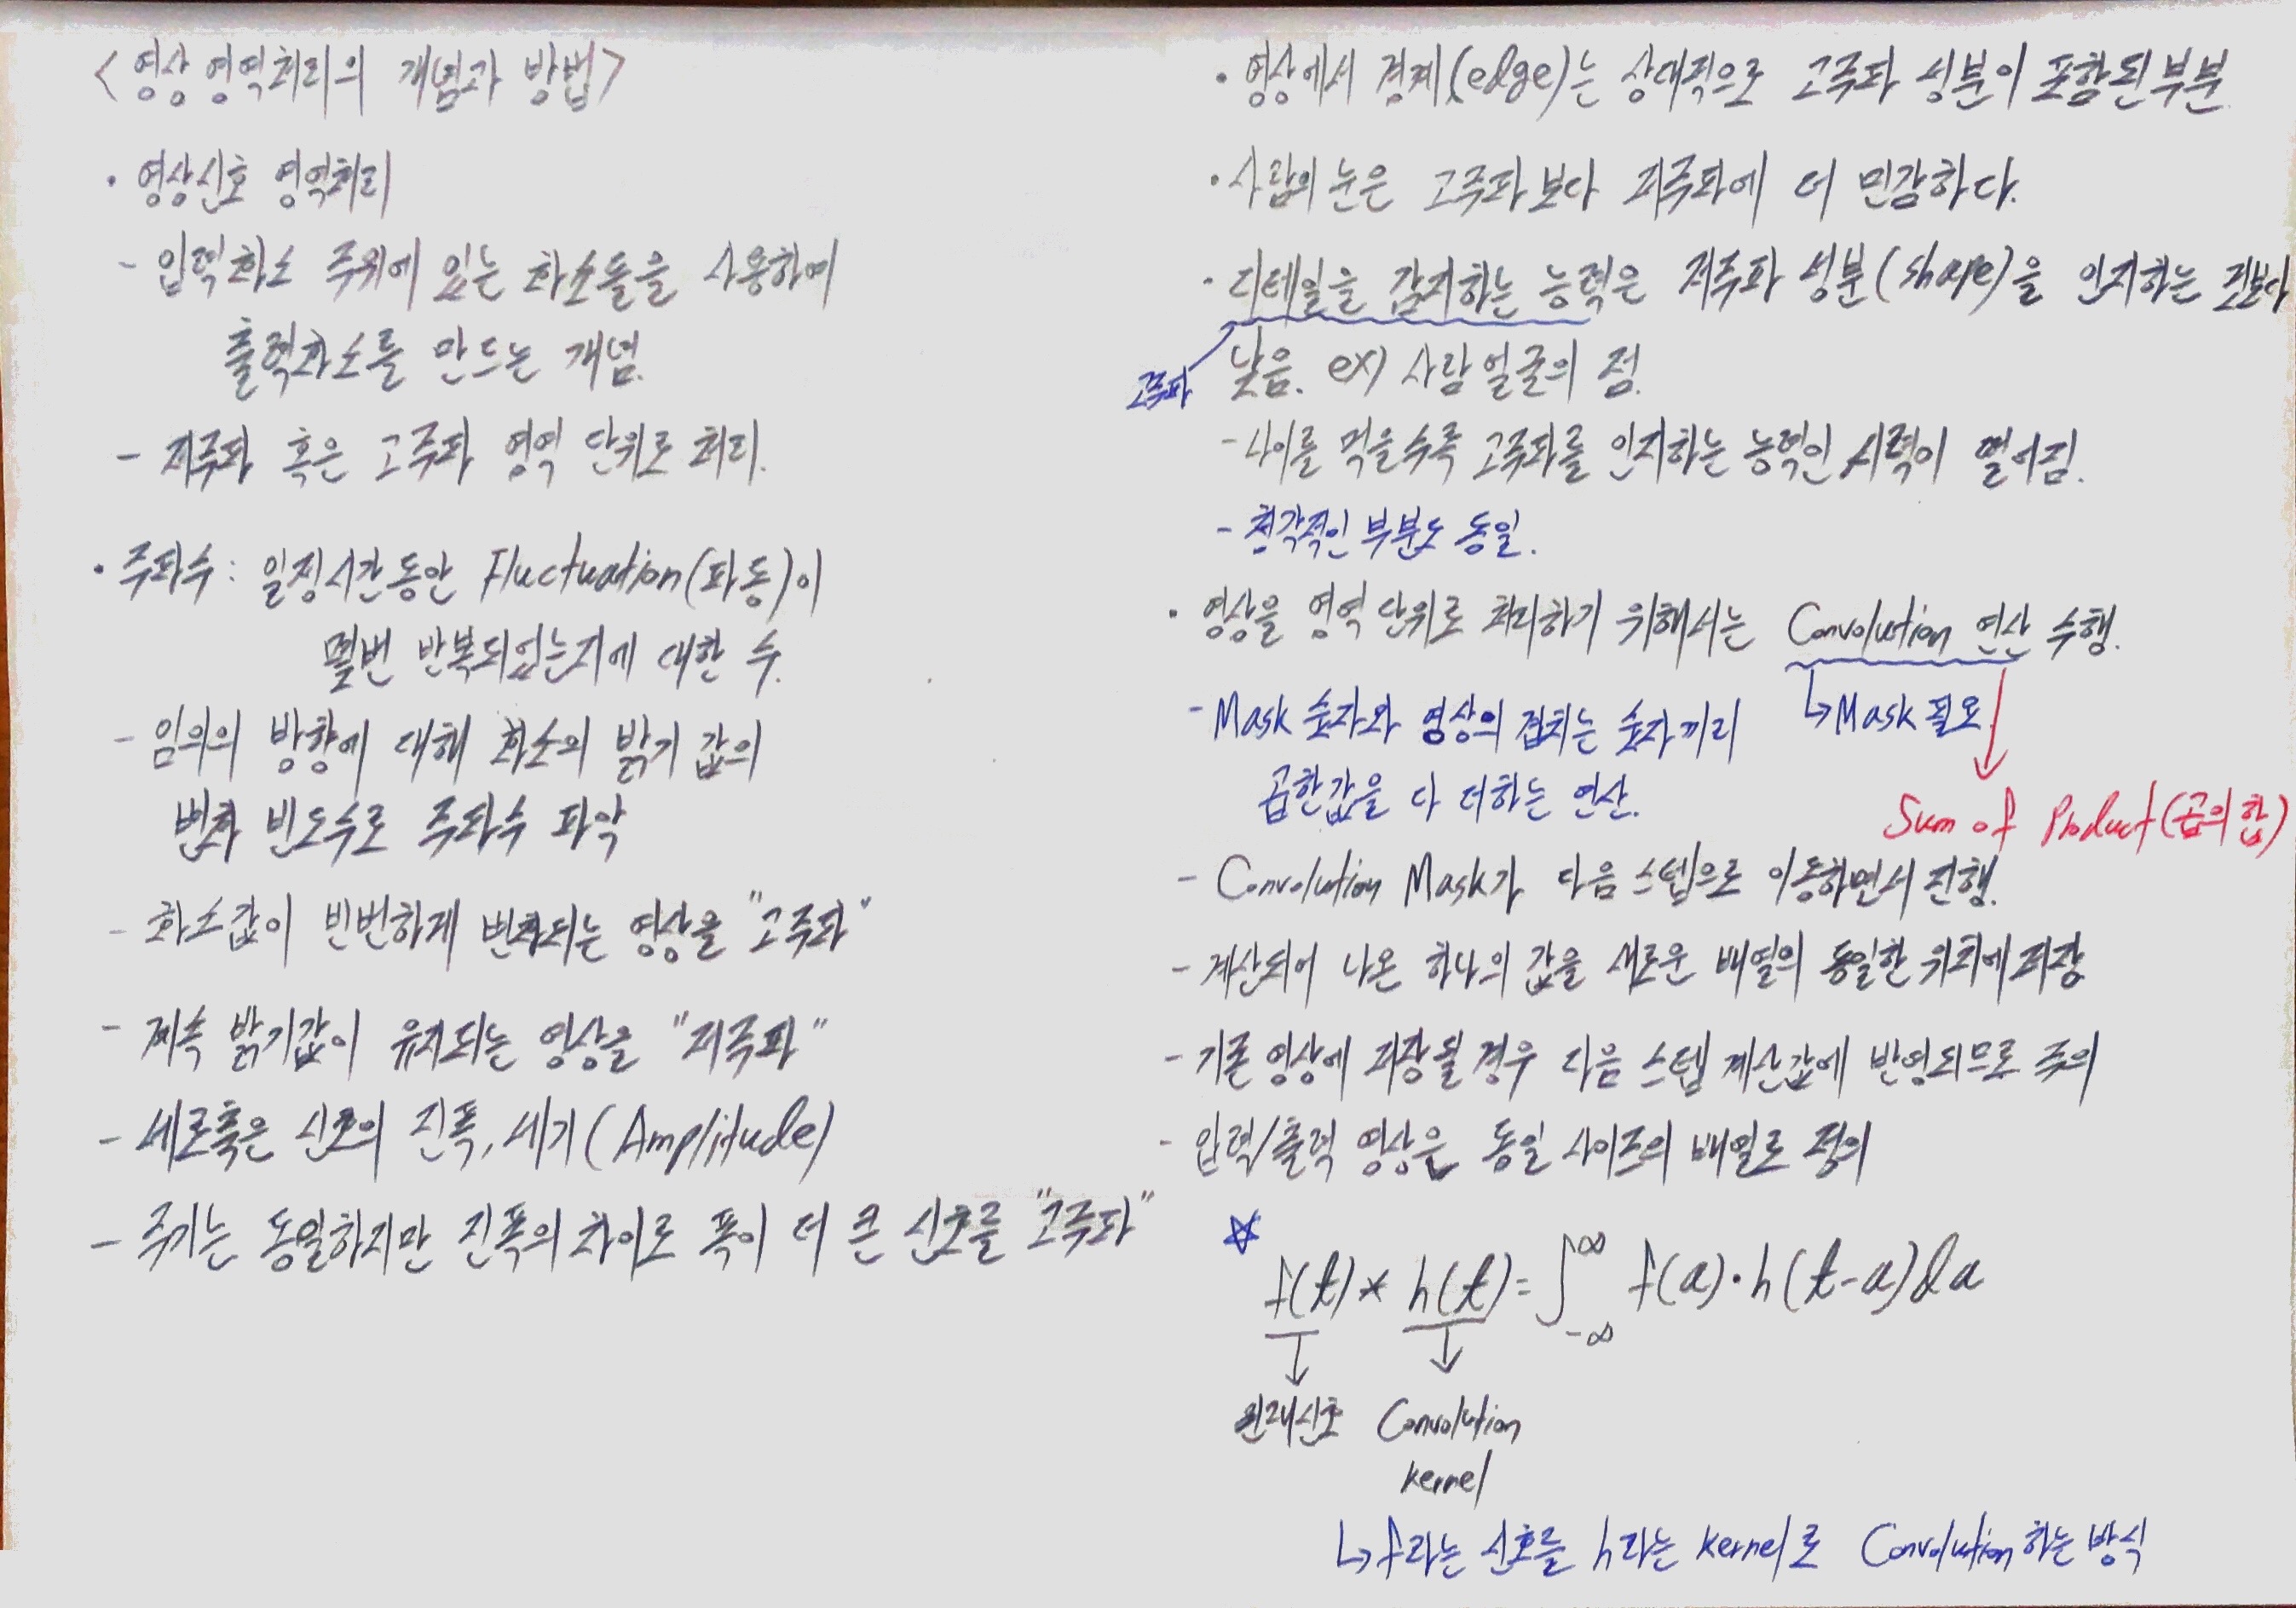 <영상 영역처리의 개념과 방법>
· 영상신호 영역처리
- 입력화소 주위에 있는 화소들을 사용하여
출력화소를 만드는 개념.
- 저주파 혹은 고주파 영역 단위로 처리.
· 주파수 : 일정시간동안 Fluctuation(파동)이
몇번 반복되었는지에 대한 수.
- 임의의 방향에 대해 화소의 밝기 값의
변화 빈도수로 주파수 파악
- 화소값이 빈번하게 변화되는 영상을 "고주파"
- 계속 밝기값이 유지되는 영상을 "저주파"
- 세로축은 신호의 진폭, 세기(Amplitude)
- 주기는 동일하지만 진폭의 차이로 폭이 더 큰 신호를 "고주파"
· 영상에서 경계(edge)는 상대적으로 고주파 성분이 포함된 부분.
· 사람의 눈은 고주파보다 저주파에 더 민감하다.
· 디테일을 감지하는 능력은 저주파 성분(shape)을 인지하는 것보다
고주파
낮음. ex) 사람 얼굴의 점.
- 나이를 먹을수록 고주파를 인지하는 능력인 시력이 떨어짐.
- 청각적인 부분도 동일.
· 영상을 영역 단위로 처리하기 위해서는 Convolution 연산 수행.
↳ Mask 필요.
- Mask 숫자와 영상의 겹치는 숫자끼리
곱한값을 다 더하는 연산.
Sum of Product(곱의 합)
- Convolution Mask가 다음 스텝으로 이동하면서 진행.
- 계산되어 나온 하나의 값을 새로운 배열의 동일한 위치에 저장
- 기존 영상에 저장될 경우 다음 스텝 계산값에 반영되므로 주의
- 입력/출력 영상은 동일 사이즈의 배열로 정의
☆
f(t) * h(t) = ∫_{-∞}^{∞} f(a)·h(t-a)da
원래신호 Convolution
kernel
↳ f라는 신호를 h라는 kernel로 Convolution 하는 방식